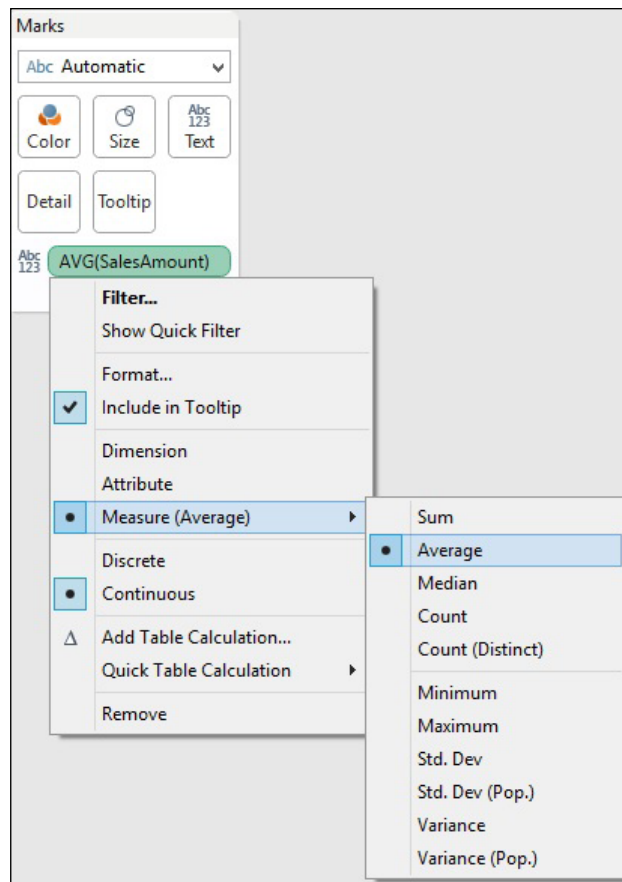 Marks
Abc Automatic
Color
Size
Abc
123
Text
Detail
Tooltip
Abc
123
AVG(SalesAmount)
Filter...
Show Quick Filter
Format...
Include in Tooltip
Dimension
Attribute
Measure (Average)
Discrete
Continuous
Δ Add Table Calculation...
Quick Table Calculation
Remove
Sum
Average
Median
Count
Count (Distinct)
Minimum
Maximum
Std. Dev
Std. Dev (Pop.)
Variance
Variance (Pop.)